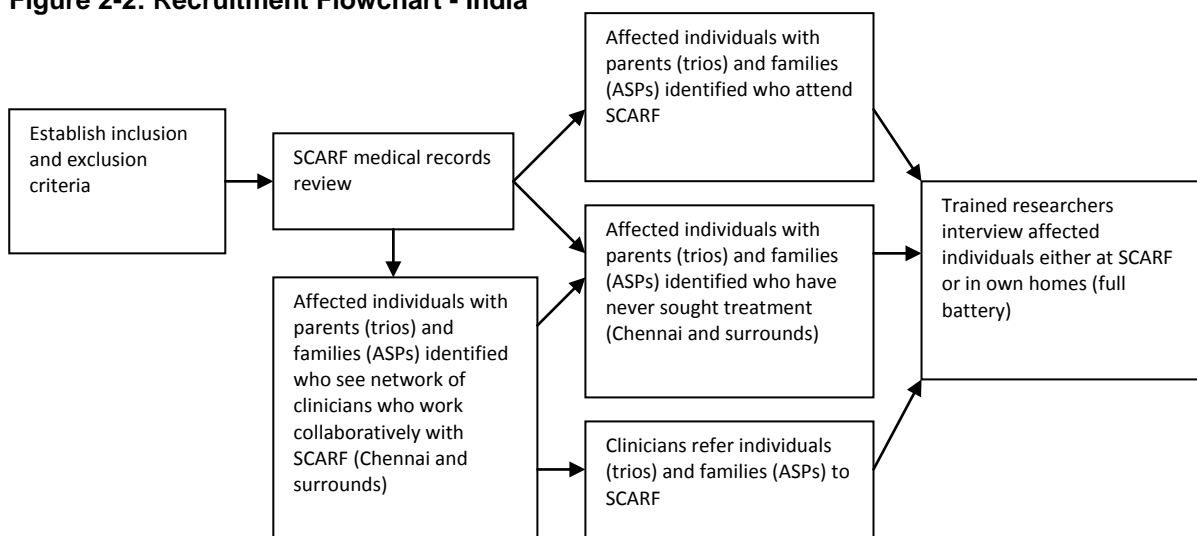 Figure 2-2: Recruitment Flowchart - India
Establish inclusion
and exclusion
criteria
SCARF medical records
review
Affected individuals with
parents (trios) and
families (ASPs) identified
who see network of
clinicians who work
collaboratively with
SCARF (Chennai and
surrounds)
Affected individuals with
parents (trios) and families
(ASPs) identified who attend
SCARF
Affected individuals with
parents (trios) and families
(ASPs) identified who have
never sought treatment
(Chennai and surrounds)
Clinicians refer individuals
(trios) and families (ASPs) to
SCARF
Trained researchers
interview affected
individuals either at SCARF
or in own homes (full
battery)